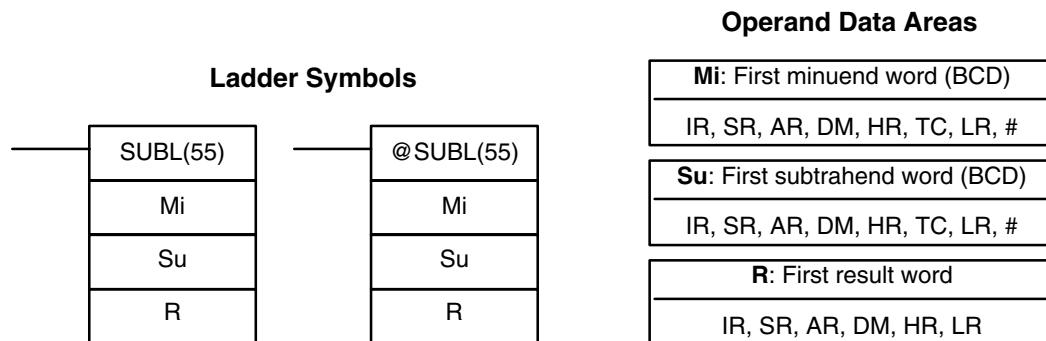 Ladder Symbols
SUBL(55)
Mi
Su
R
@SUBL(55)
Mi
Su
R
Operand Data Areas
Mi: First minuend word (BCD)
IR, SR, AR, DM, HR, TC, LR, #
Su: First subtrahend word (BCD)
IR, SR, AR, DM, HR, TC, LR, #
R: First result word
IR, SR, AR, DM, HR, LR